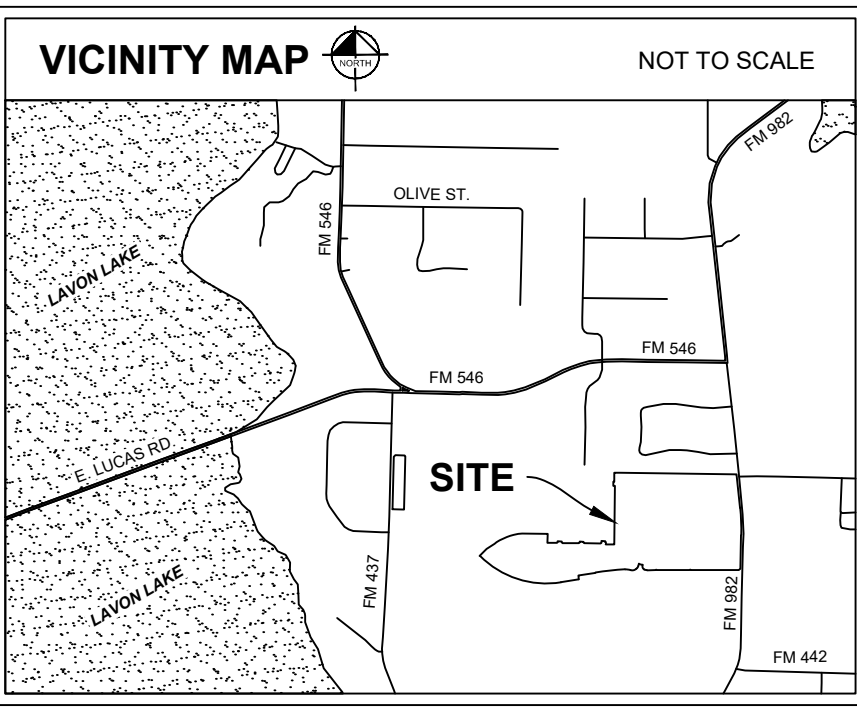 VICINITY MAP
NORTH
NOT TO SCALE
FM 982
OLIVE ST.
FM 546
LAVON LAKE
FM 546
FM 546
E. LUCAS RD.
SITE
FM 437
LAVON LAKE
FM 982
FM 442